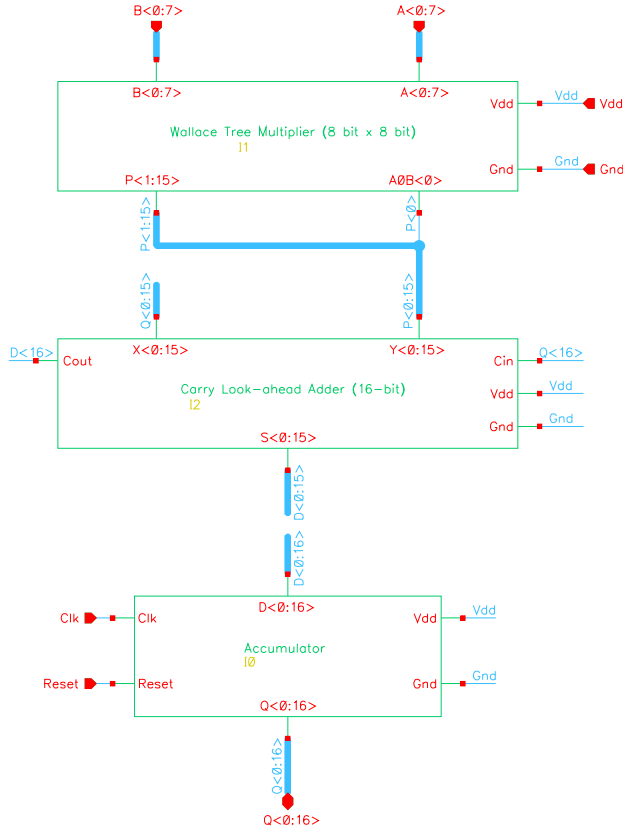 B<0:7>
A<0:7>
B<0:7>
A<0:7>
Vdd
Vdd
Vdd
Wallace Tree Multiplier (8 bit x 8 bit)
I1
Gnd
Gnd
Gnd
P<1:15>
A0B<0>
P<1:15>
P<0>
Q<0:15>
P<0:15>
D<16>
Cout
X<0:15>
Y<0:15>
Cin
Q<16>
Carry Look-ahead Adder (16-bit)
I2
Vdd
Vdd
Gnd
Gnd
S<0:15>
D<0:15>
D<0:16>
D<0:16>
Clk
Clk
Vdd
Vdd
Accumulator
I0
Reset
Reset
Gnd
Gnd
Q<0:16>
Q<0:16>
Q<0:16>